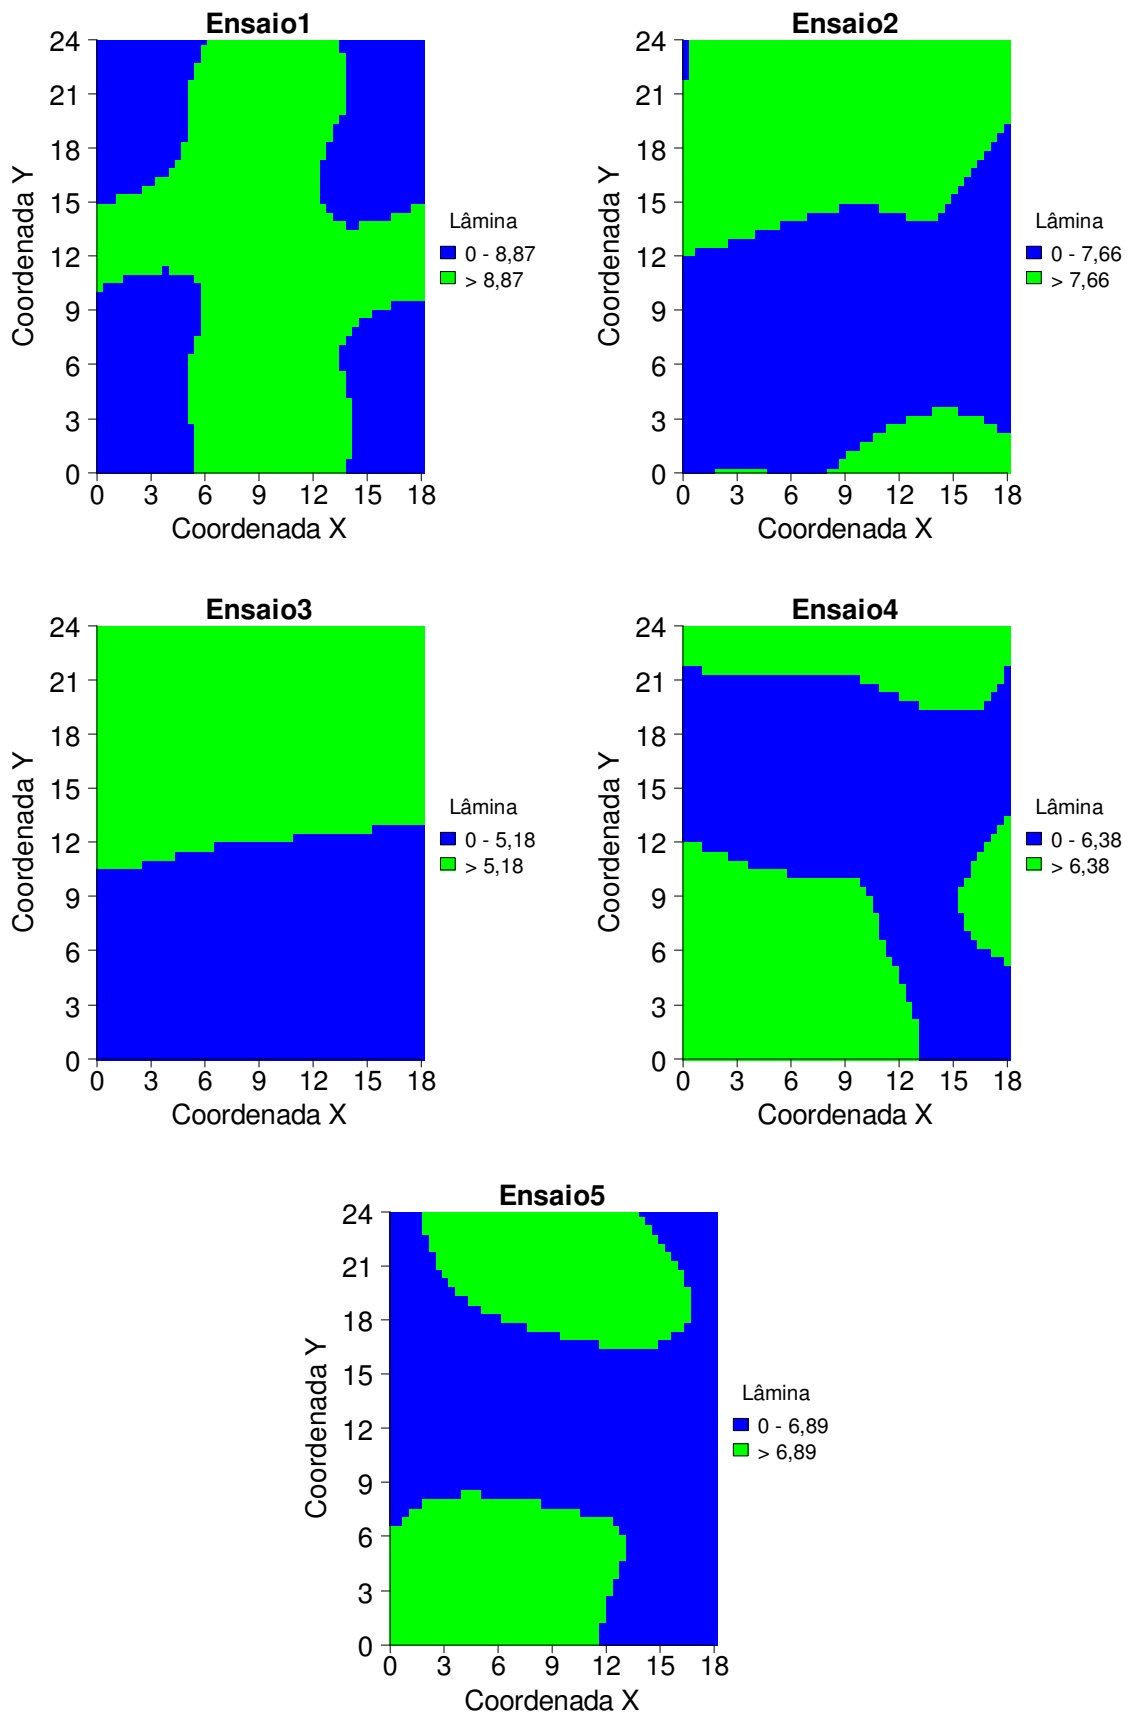 Ensaio1
24
21
18
15
12
9
6
3
0
Coordenada Y
0 3 6 9 12 15 18
Coordenada X
Lâmina
0 - 8,87
> 8,87
Ensaio2
24
21
18
15
12
9
6
3
0
Coordenada Y
0 3 6 9 12 15 18
Coordenada X
Lâmina
0 - 7,66
> 7,66
Ensaio3
24
21
18
15
12
9
6
3
0
Coordenada Y
0 3 6 9 12 15 18
Coordenada X
Lâmina
0 - 5,18
> 5,18
Ensaio4
24
21
18
15
12
9
6
3
0
Coordenada Y
0 3 6 9 12 15 18
Coordenada X
Lâmina
0 - 6,38
> 6,38
Ensaio5
24
21
18
15
12
9
6
3
0
Coordenada Y
0 3 6 9 12 15 18
Coordenada X
Lâmina
0 - 6,89
> 6,89